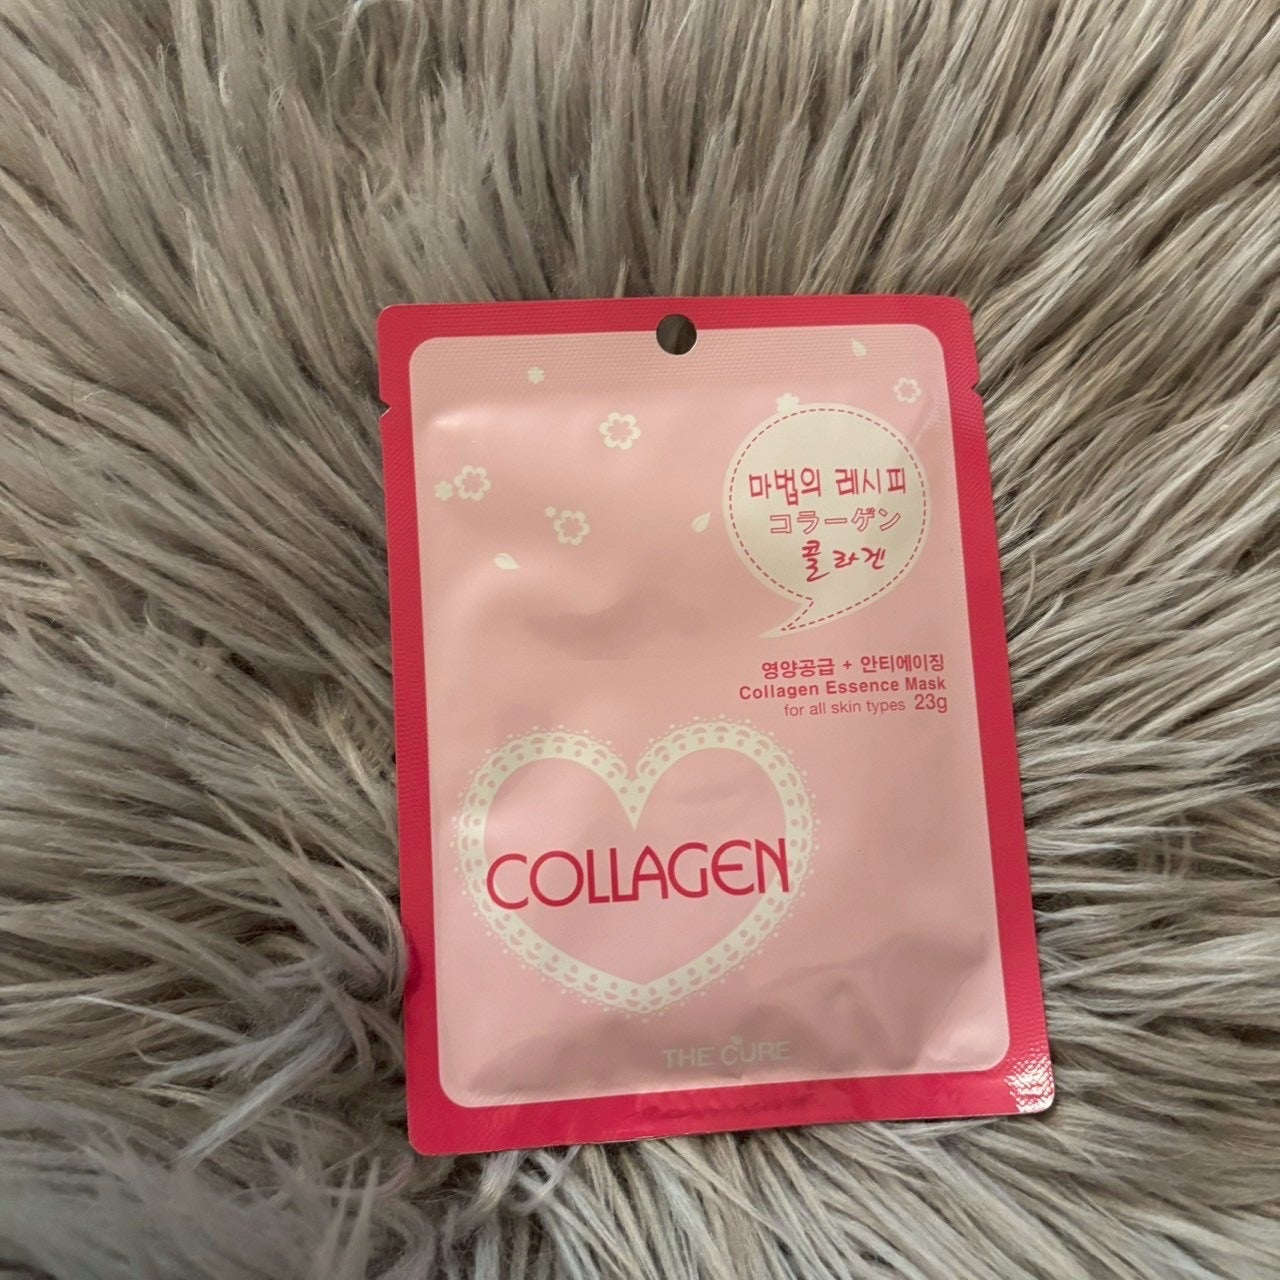 마법의 레시피
コラーゲン
콜라겐
영양공급 + 안티에이징
Collagen Essence Mask
for all skin types 23g
COLLAGEN
THE CURE